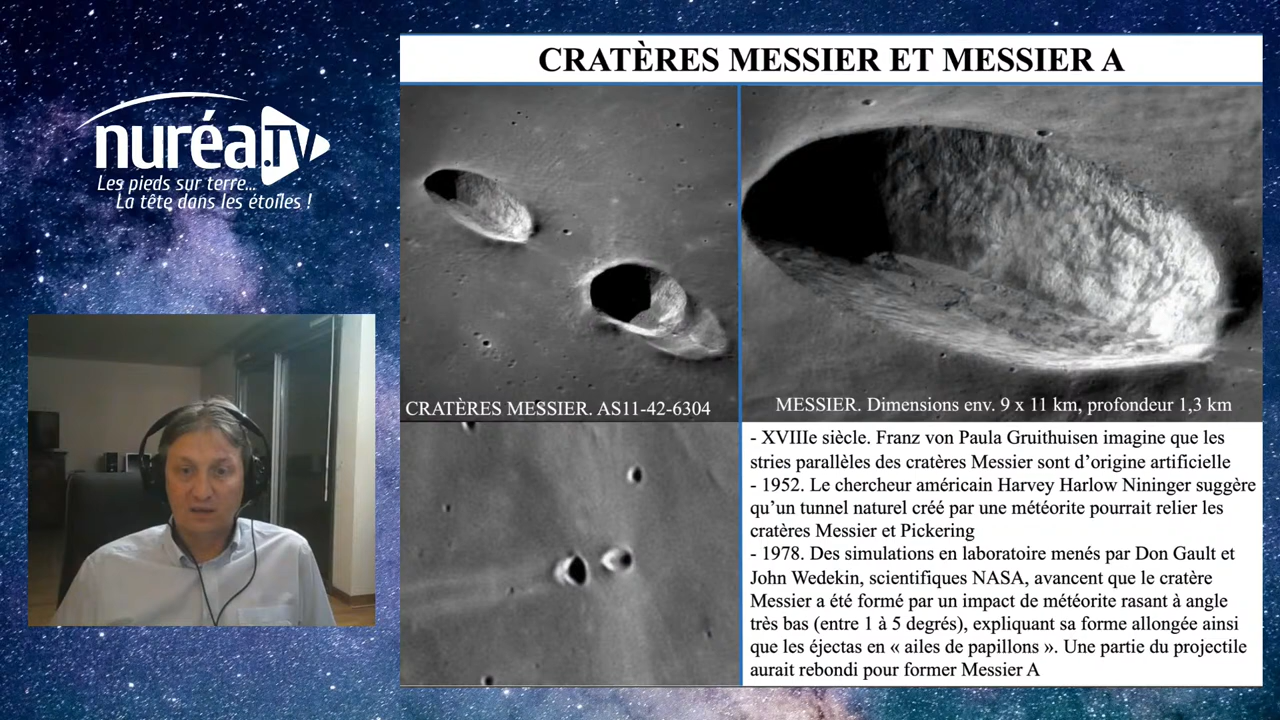 nuréa.TV
Les pieds sur terre...
La tête dans les étoiles !
CRATÈRES MESSIER ET MESSIER A
CRATÈRES MESSIER. AS11-42-6304
MESSIER. Dimensions env. 9 x 11 km, profondeur 1,3 km
- XVIIIe siècle. Franz von Paula Gruithuisen imagine que les
stries parallèles des cratères Messier sont d’origine artificielle
- 1952. Le chercheur américain Harvey Harlow Nininger suggère
qu’un tunnel naturel créé par une météorite pourrait relier les
cratères Messier et Pickering
- 1978. Des simulations en laboratoire menés par Don Gault et
John Wedekin, scientifiques NASA, avancent que le cratère
Messier a été formé par un impact de météorite rasant à angle
très bas (entre 1 à 5 degrés), expliquant sa forme allongée ainsi
que les éjectas en « ailes de papillons ». Une partie du projectile
aurait rebondi pour former Messier A